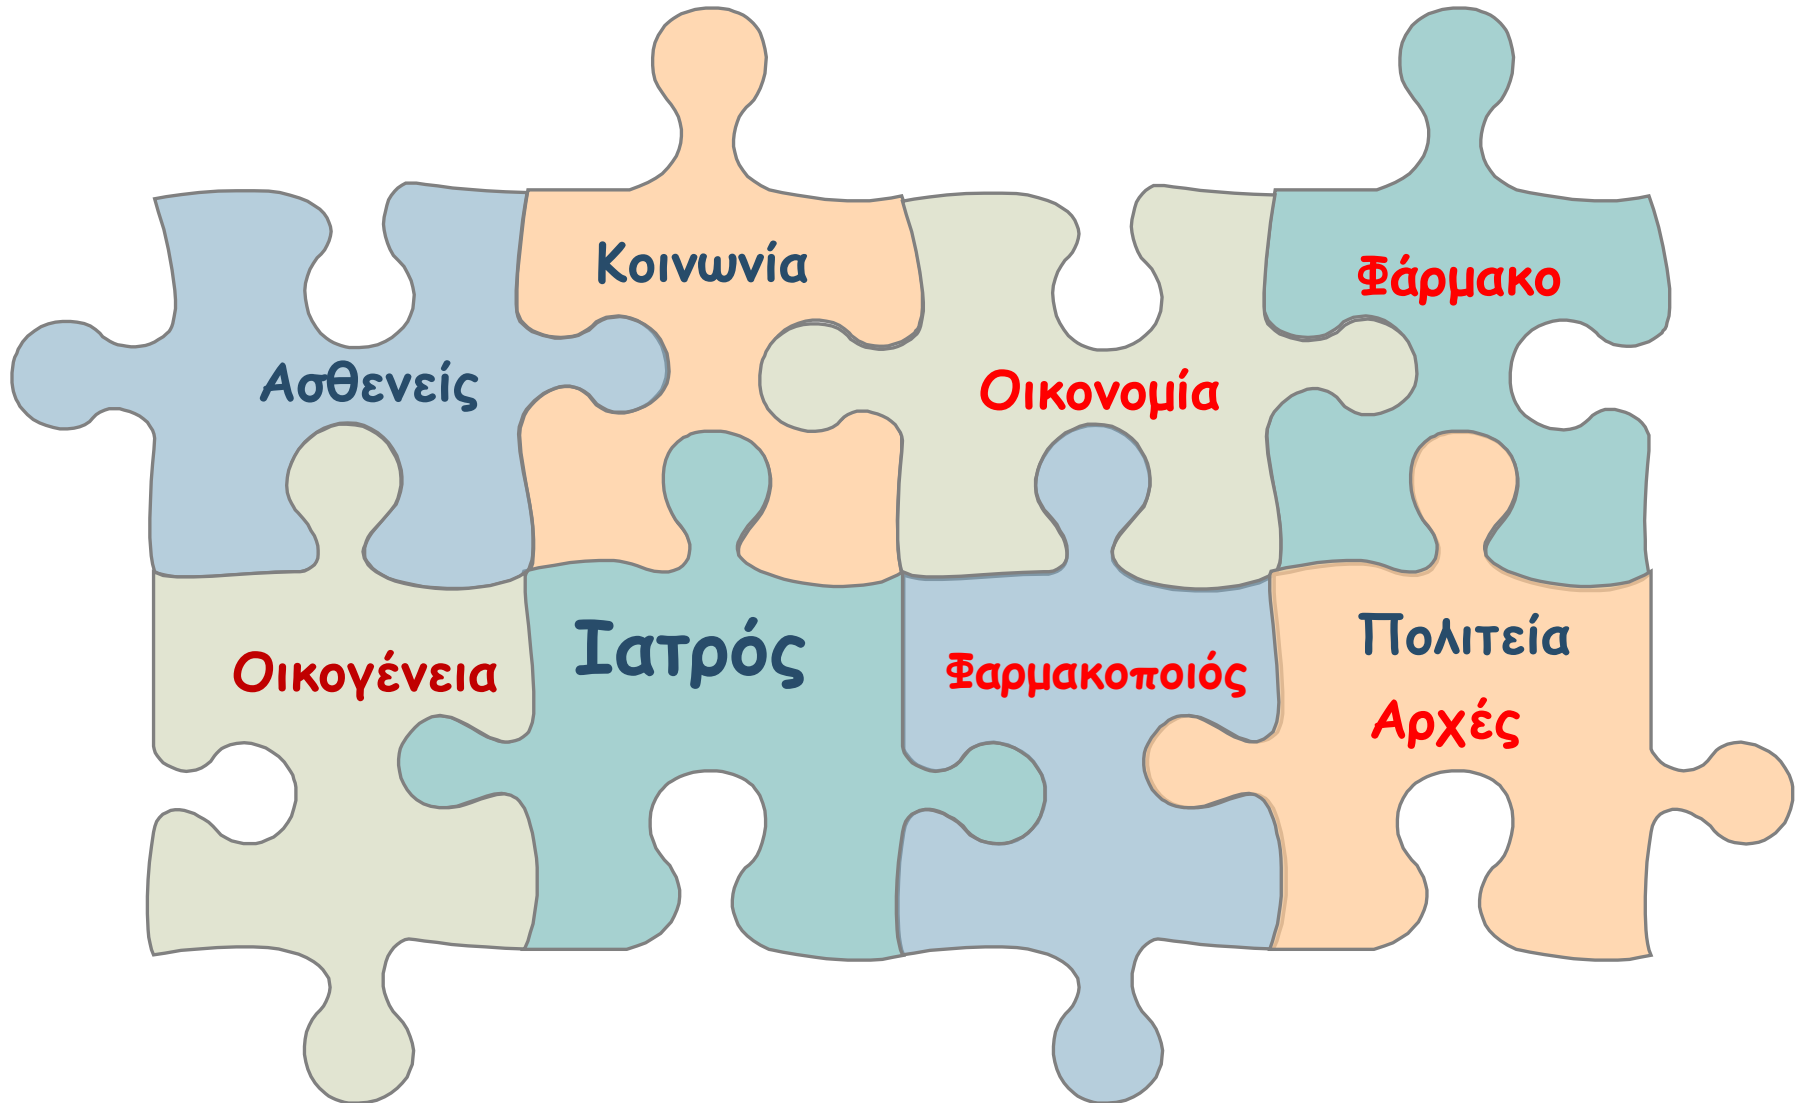 Κοινωνία
Φάρμακο
Ασθενείς
Οικονομία
Οικογένεια
Ιατρός
Φαρμακοποιός
Πολιτεία
Αρχές